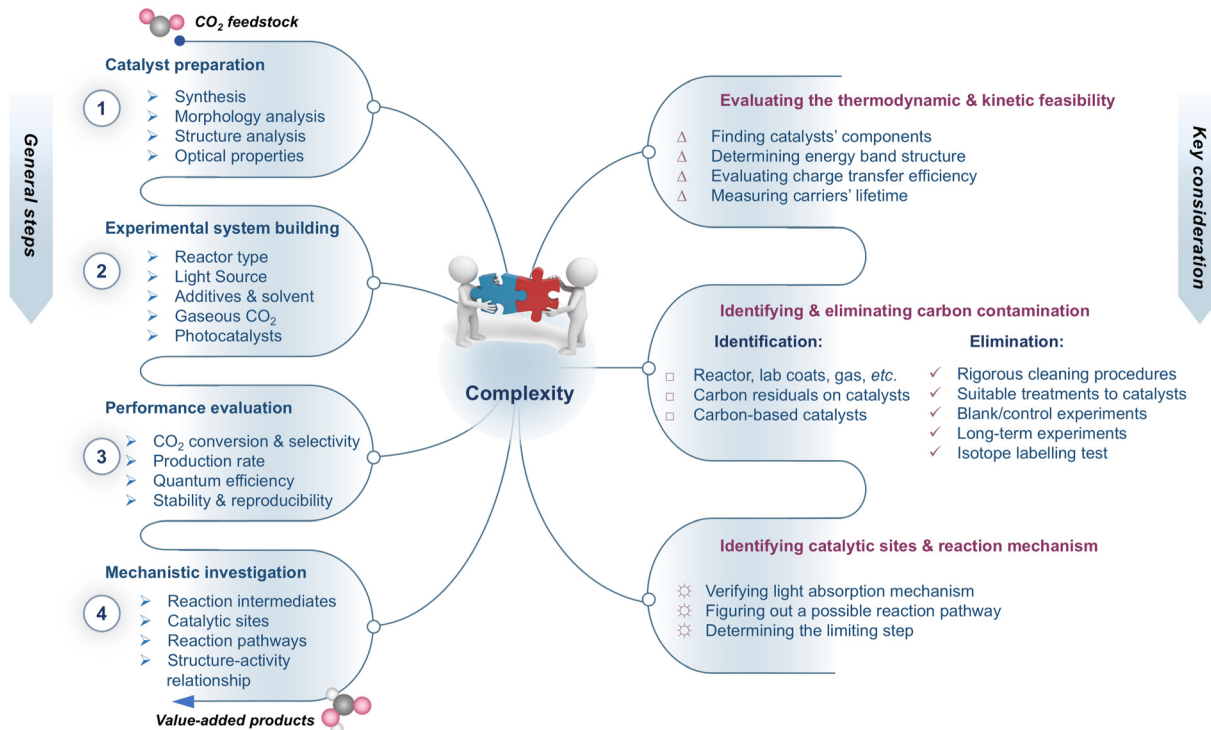 CO₂ feedstock
General steps
Catalyst preparation
1
Synthesis
Morphology analysis
Structure analysis
Optical properties
Experimental system building
2
Reactor type
Light Source
Additives & solvent
Gaseous CO₂
Photocatalysts
Performance evaluation
3
CO₂ conversion & selectivity
Production rate
Quantum efficiency
Stability & reproducibility
Mechanistic investigation
4
Reaction intermediates
Catalytic sites
Reaction pathways
Structure-activity
relationship
Value-added products
Complexity
Key consideration
Evaluating the thermodynamic & kinetic feasibility
Finding catalysts' components
Determining energy band structure
Evaluating charge transfer efficiency
Measuring carriers' lifetime
Identifying & eliminating carbon contamination
Identification:
Reactor, lab coats, gas, etc.
Carbon residuals on catalysts
Carbon-based catalysts
Elimination:
Rigorous cleaning procedures
Suitable treatments to catalysts
Blank/control experiments
Long-term experiments
Isotope labelling test
Identifying catalytic sites & reaction mechanism
Verifying light absorption mechanism
Figuring out a possible reaction pathway
Determining the limiting step